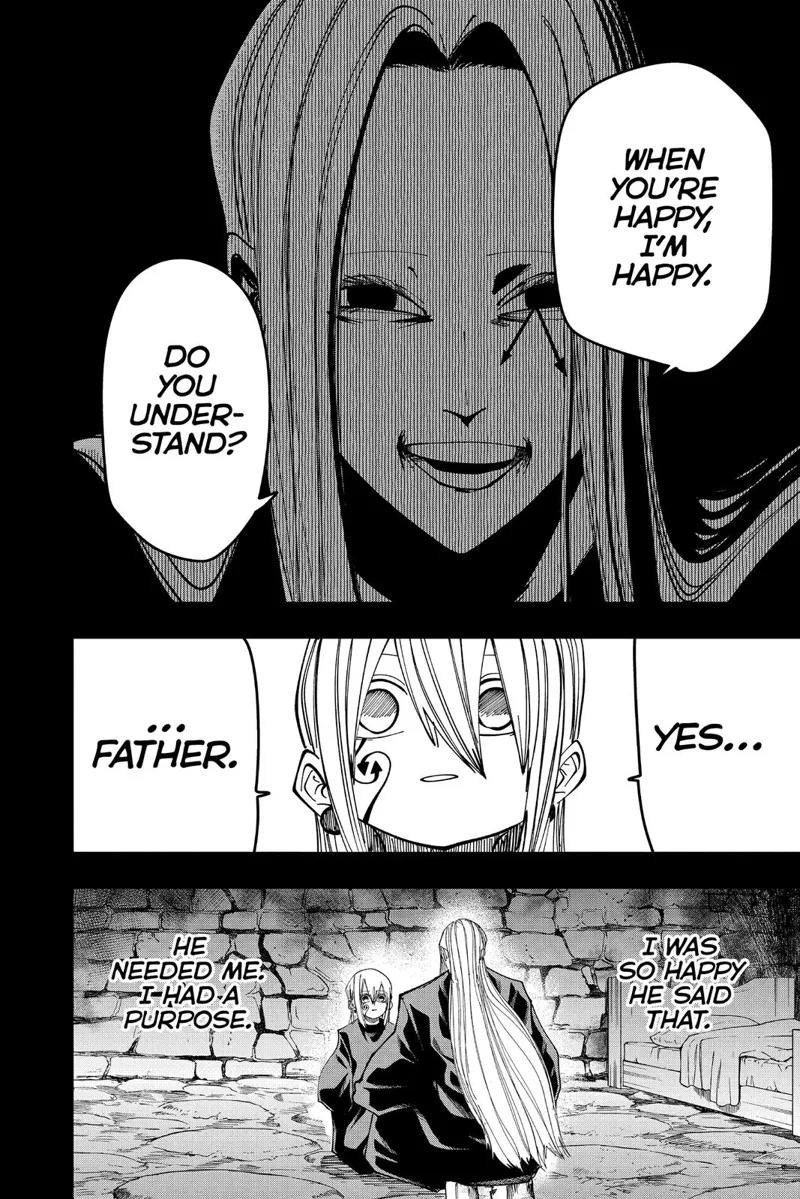 WHEN
YOU'RE
HAPPY,
I'M
HAPPY.
DO
YOU
UNDER-
STAND?
YES...
...
FATHER.
I WAS
SO HAPPY
HE SAID
THAT.
HE
NEEDED ME.
I HAD A
PURPOSE.